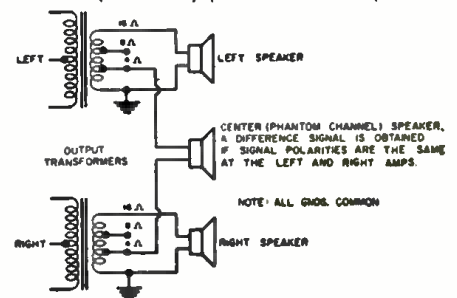 16 Ω
8 Ω
4 Ω
LEFT
LEFT SPEAKER
CENTER (PHANTOM CHANNEL) SPEAKER,
A DIFFERENCE SIGNAL IS OBTAINED
IF SIGNAL POLARITIES ARE THE SAME
AT THE LEFT AND RIGHT AMPS.
OUTPUT
TRANSFORMERS
NOTE: ALL GNDS. COMMON
16 Ω
8 Ω
4 Ω
RIGHT
RIGHT SPEAKER